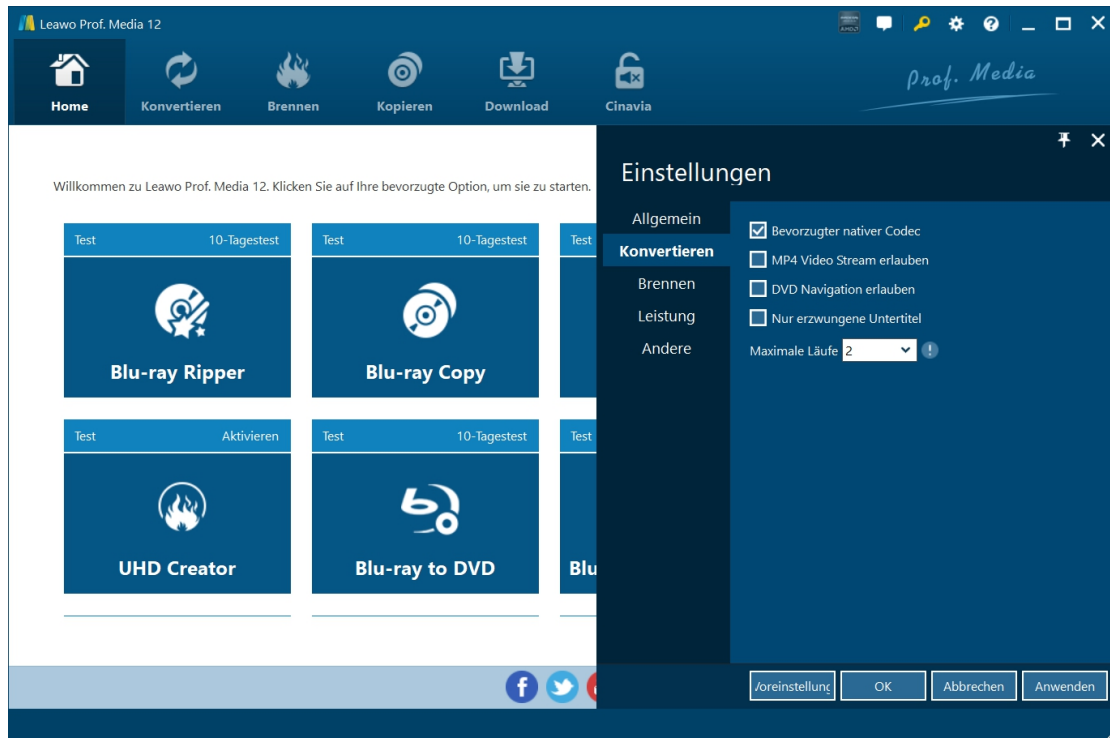 Leawo Prof. Media 12
Home
Konvertieren
Brennen
Kopieren
Download
Cinavia
Prof. Media
Willkommen zu Leawo Prof. Media 12. Klicken Sie auf Ihre bevorzugte Option, um sie zu starten.
Test 10-Tagestest
Blu-ray Ripper
Test 10-Tagestest
Blu-ray Copy
Test
Test Aktivieren
UHD Creator
Test 10-Tagestest
Blu-ray to DVD
Test
Blu
Einstellungen
Allgemein
Konvertieren
Brennen
Leistung
Andere
Bevorzugter nativer Codec
MP4 Video Stream erlauben
DVD Navigation erlauben
Nur erzwungene Untertitel
Maximale Läufe 2
OK
Abbrechen
Anwenden